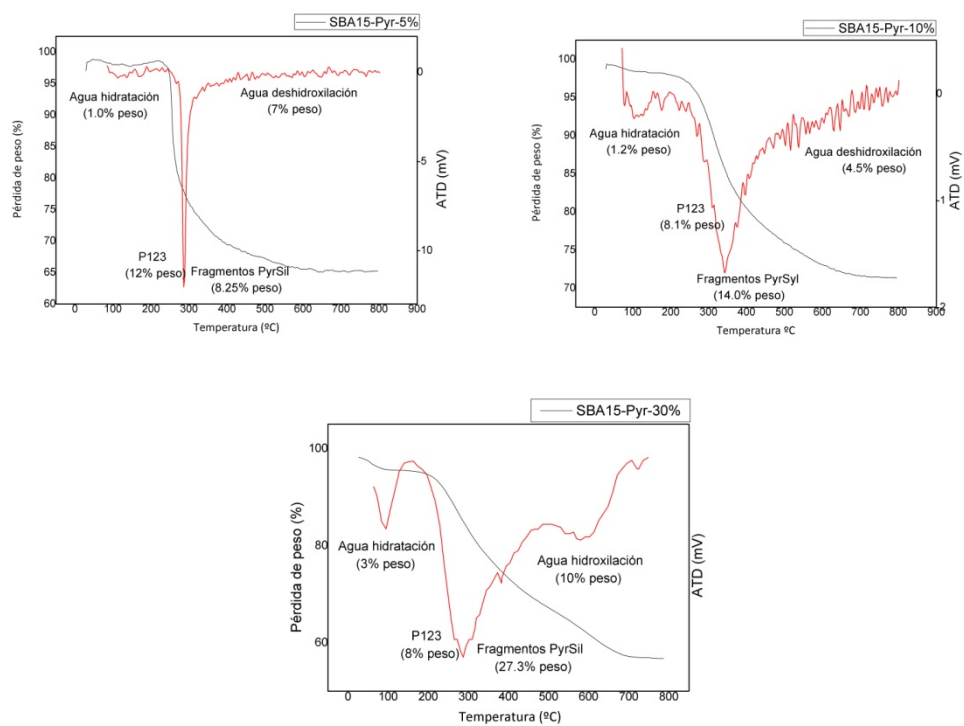 SBA15-Pyr-5%
Pérdida de peso (%)
100
95
90
85
80
75
70
65
60
Agua hidratación
(1.0% peso)
Agua deshidroxilación
(7% peso)
P123
(12% peso)
Fragmentos PyrSil
(8.25% peso)
0
-5
-10
ATD (mV)
0 100 200 300 400 500 600 700 800 900
Temperatura (ºC)
SBA15-Pyr-10%
Pérdida de peso (%)
100
95
90
85
80
75
70
Agua hidratación
(1.2% peso)
Agua deshidroxilación
(4.5% peso)
P123
(8.1% peso)
Fragmentos PyrSyl
(14.0% peso)
0
-1
-2
ATD (mV)
0 100 200 300 400 500 600 700 800 900
Temperatura ºC
SBA15-Pyr-30%
Pérdida de peso (%)
100
80
60
Agua hidratación
(3% peso)
Agua hidroxilación
(10% peso)
P123
(8% peso)
Fragmentos PyrSil
(27.3% peso)
ATD (mV)
0 100 200 300 400 500 600 700 800
Temperatura (ºC)